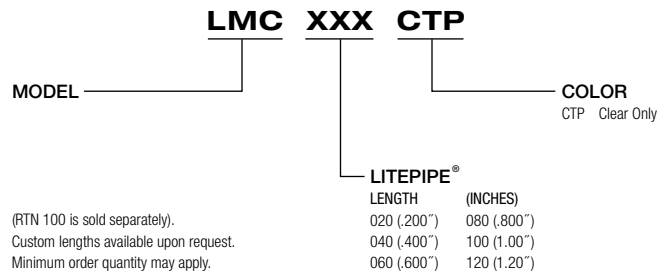 LMC XXX CTP
MODEL
COLOR
CTP Clear Only
LITEPIPE®
LENGTH (INCHES)
(RTN 100 is sold separately). 020 (.200˝) 080 (.800˝)
Custom lengths available upon request. 040 (.400˝) 100 (1.00˝)
Minimum order quantity may apply. 060 (.600˝) 120 (1.20˝)